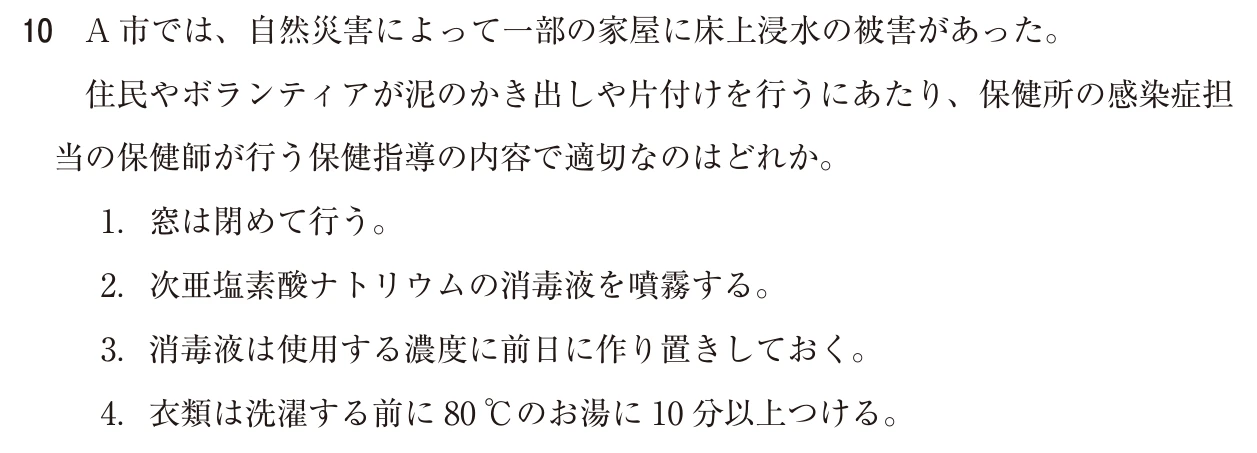 10 A 市では、自然災害によって一部の家屋に床上浸水の被害があった。
住民やボランティアが泥のかき出しや片付けを行うにあたり、保健所の感染症担
当の保健師が行う保健指導の内容で適切なのはどれか。
1. 窓は閉めて行う。
2. 次亜塩素酸ナトリウムの消毒液を噴霧する。
3. 消毒液は使用する濃度に前日に作り置きしておく。
4. 衣類は洗濯する前に 80 ℃のお湯に 10 分以上つける。